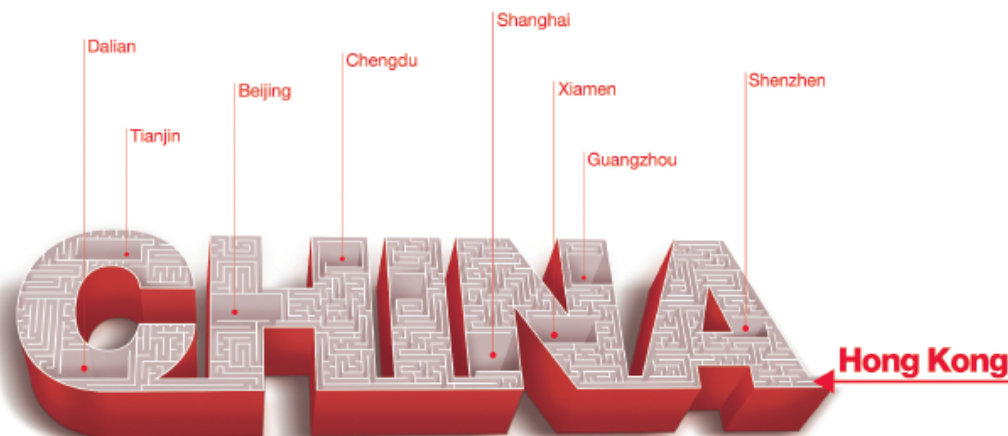 Shanghai
Dalian
Chengdu
Shenzhen
Beijing
Xiamen
Tianjin
Guangzhou
CHINA
Hong Kong